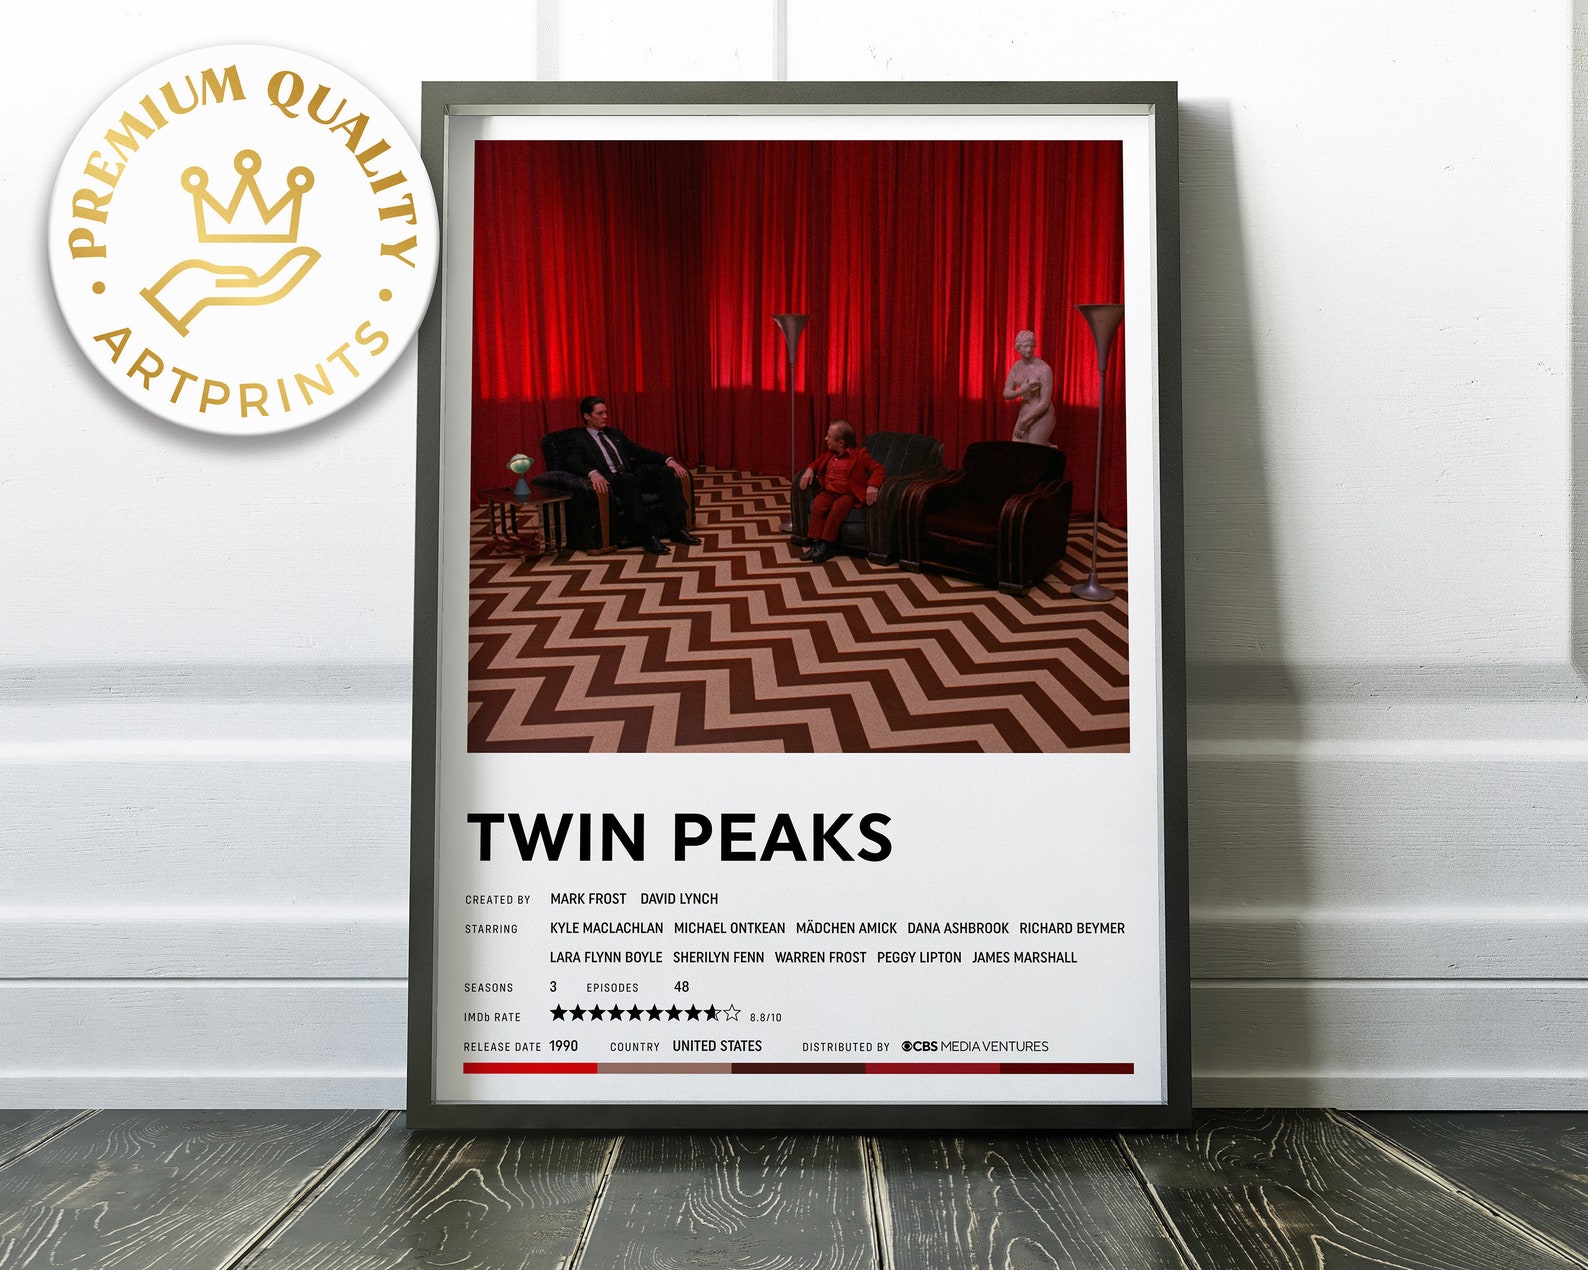 PREMIUM QUALITY
ARTPRINTS
TWIN PEAKS
CREATED BY MARK FROST DAVID LYNCH
STARRING KYLE MACLACHLAN MICHAEL ONTKEAN MÄDCHEN AMICK DANA ASHBROOK RICHARD BEYMER
LARA FLYNN BOYLE SHERILYN FENN WARREN FROST PEGGY LIPTON JAMES MARSHALL
SEASONS 3 EPISODES 48
IMDb RATE 8.8/10
RELEASE DATE 1990 COUNTRY UNITED STATES DISTRIBUTED BY CBS MEDIA VENTURES